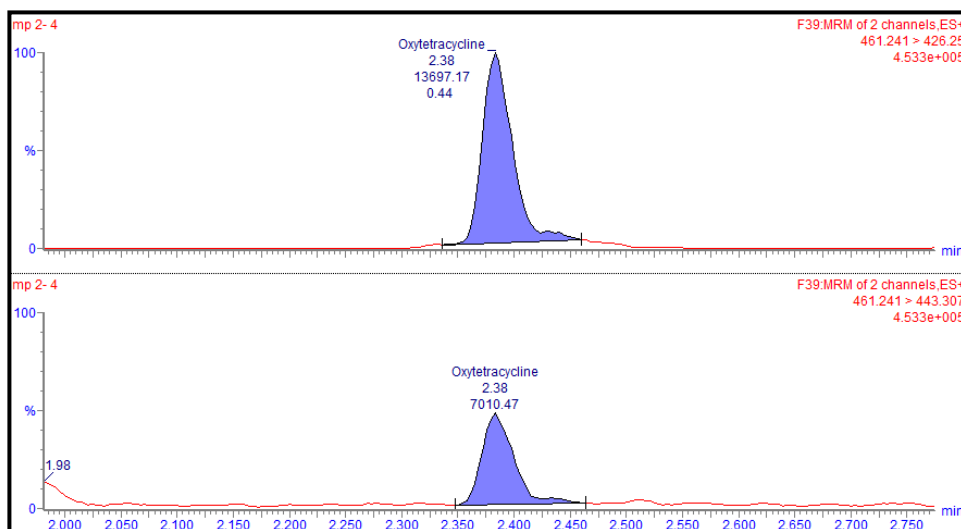 mp 2- 4
F39:MRM of 2 channels,ES+
461.241 > 426.25
4.533e+005
Oxytetracycline
2.38
13697.17
0.44
100
%
0
min
mp 2- 4
F39:MRM of 2 channels,ES+
461.241 > 443.307
4.533e+005
Oxytetracycline
2.38
7010.47
100
%
1.98
0
min
2.000 2.050 2.100 2.150 2.200 2.250 2.300 2.350 2.400 2.450 2.500 2.550 2.600 2.650 2.700 2.750